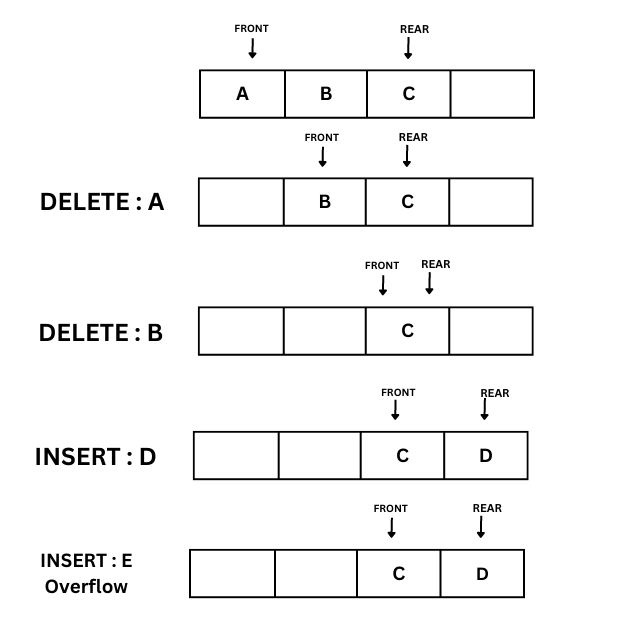 FRONT REAR
A B C
FRONT REAR
DELETE : A B C
FRONT REAR
DELETE : B C
FRONT REAR
INSERT : D C D
FRONT REAR
INSERT : E
Overflow
C D